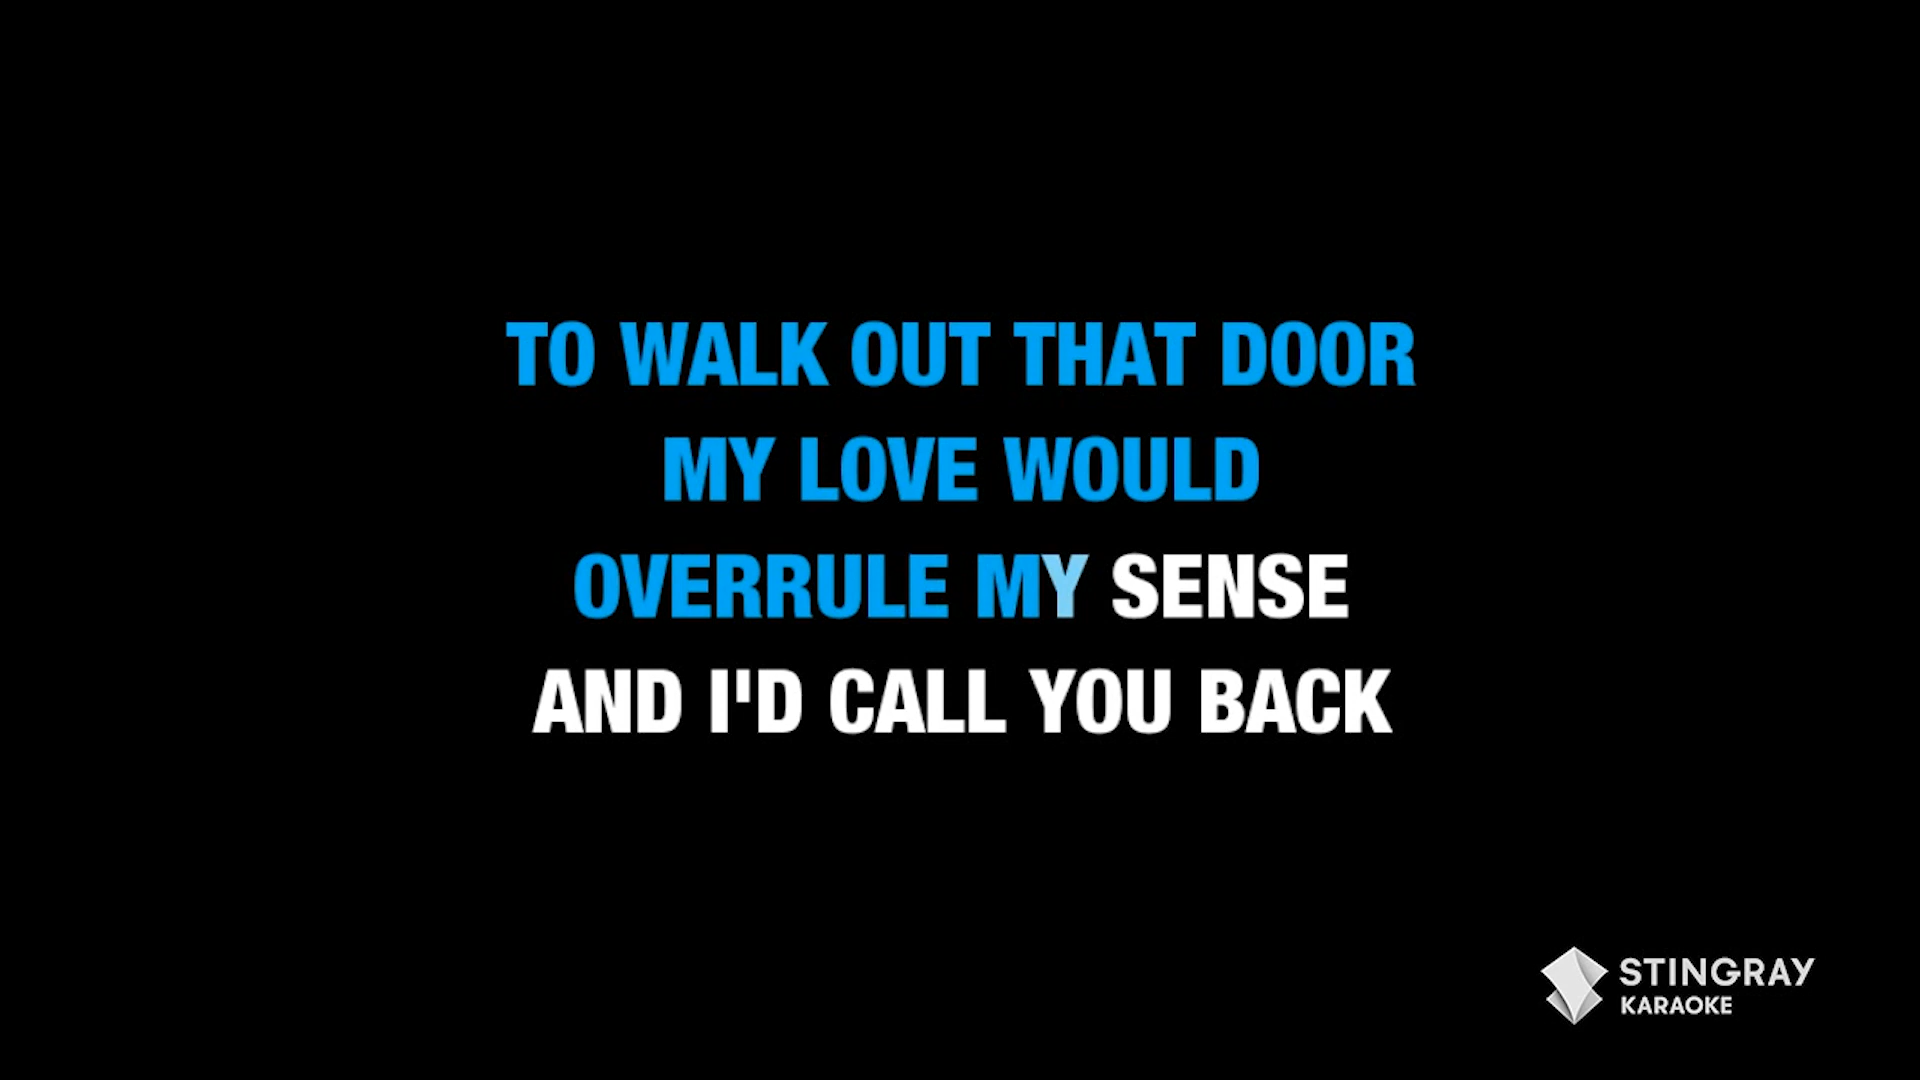 TO WALK OUT THAT DOOR
MY LOVE WOULD
OVERRULE MY SENSE
AND I'D CALL YOU BACK
STINGRAY
KARAOKE